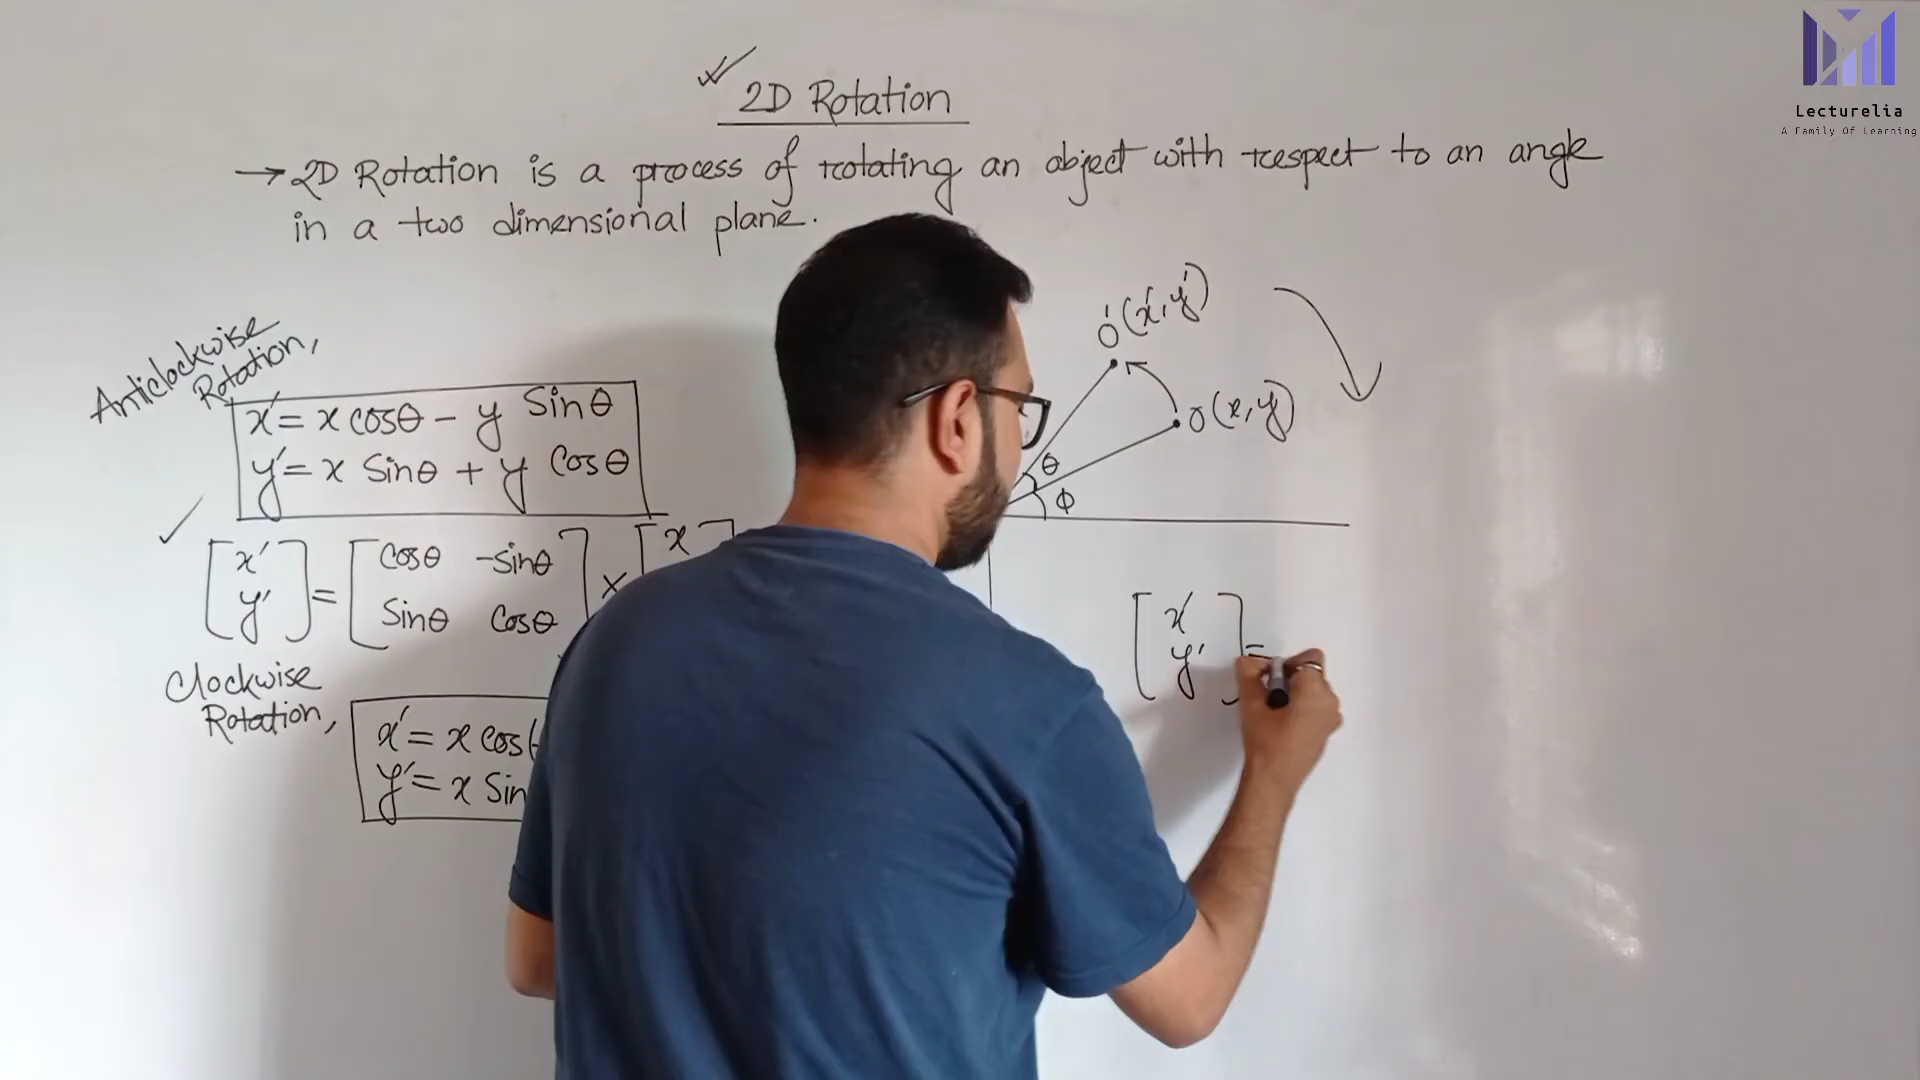 2D Rotation
→ 2D Rotation is a process of rotating an object with respect to an angle
in a two dimensional plane.
Anticlockwise
Rotation,
x' = x cosθ - y Sinθ
y' = x Sinθ + y Cosθ
[x' y'] = [cosθ -sinθ Sinθ Cosθ] × [x
Clockwise
Rotation,
x' = x cos(
y' = x Sin
O'(x', y')
O(x, y)
θ
ϕ
[x' y'] =
Lecturelia
A Family Of Learning